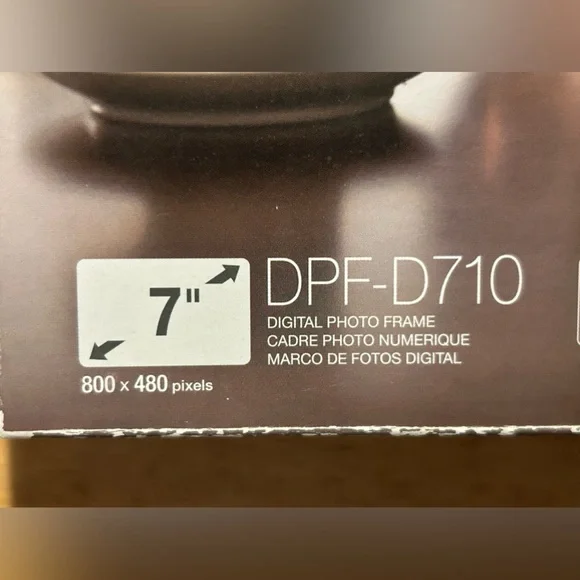 7"
800 x 480 pixels
DPF-D710
DIGITAL PHOTO FRAME
CADRE PHOTO NUMERIQUE
MARCO DE FOTOS DIGITAL